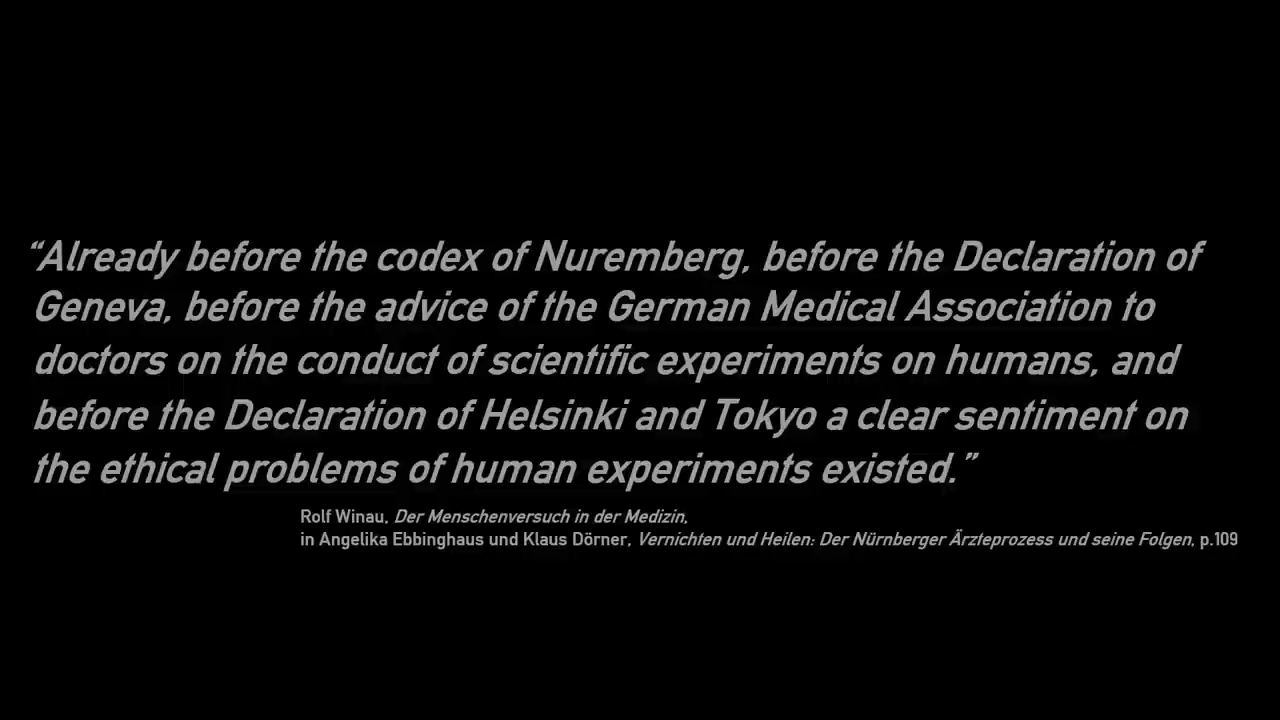 “Already before the codex of Nuremberg, before the Declaration of
Geneva, before the advice of the German Medical Association to
doctors on the conduct of scientific experiments on humans, and
before the Declaration of Helsinki and Tokyo a clear sentiment on
the ethical problems of human experiments existed.”
Rolf Winau, Der Menschenversuch in der Medizin,
in Angelika Ebbinghaus und Klaus Dörner, Vernichten und Heilen: Der Nürnberger Ärzteprozess und seine Folgen, p.109